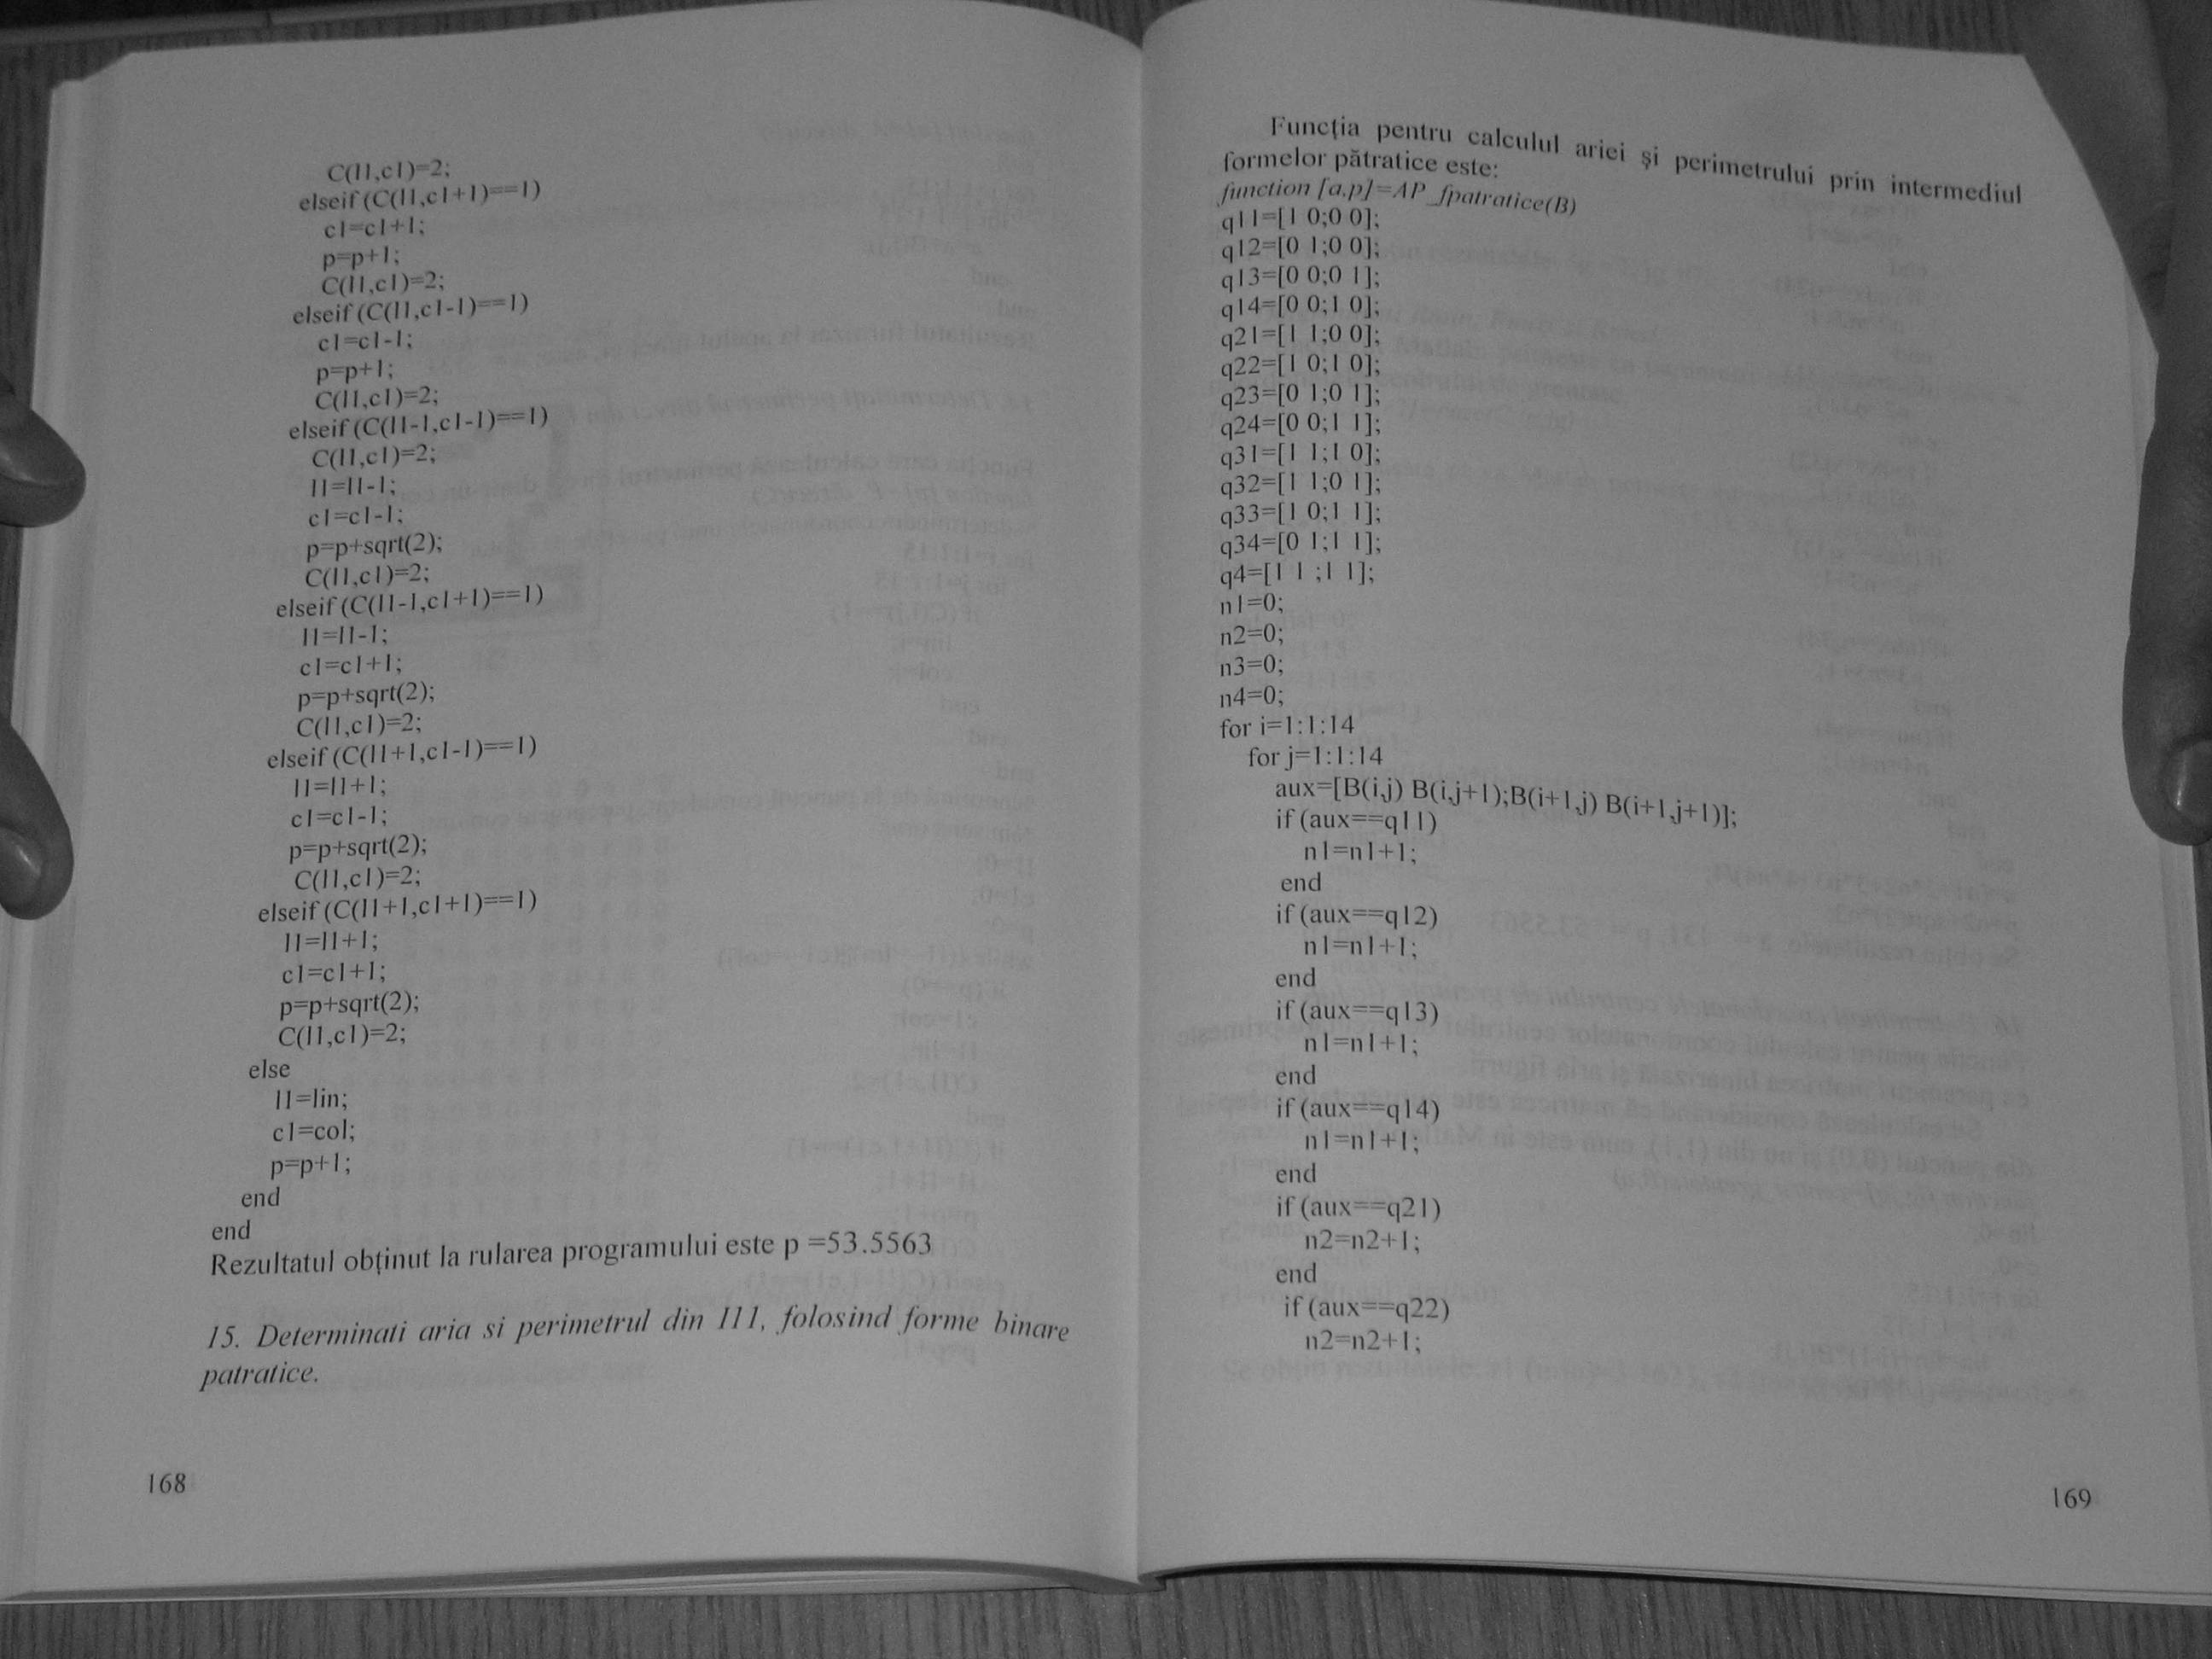 C(l1,c1)=2;
elseif (C(l1,c1+1)==1)
c1=c1+1;
p=p+1;
C(l1,c1)=2;
elseif (C(l1,c1-1)==1)
c1=c1-1;
p=p+1;
C(l1,c1)=2;
elseif (C(l1-1,c1-1)==1)
C(l1,c1)=2;
l1=l1-1;
c1=c1-1;
p=p+sqrt(2);
C(l1,c1)=2;
elseif (C(l1-1,c1+1)==1)
l1=l1-1;
c1=c1+1;
p=p+sqrt(2);
C(l1,c1)=2;
elseif (C(l1+1,c1-1)==1)
l1=l1+1;
c1=c1-1;
p=p+sqrt(2);
C(l1,c1)=2;
elseif (C(l1+1,c1+1)==1)
l1=l1+1;
c1=c1+1;
p=p+sqrt(2);
C(l1,c1)=2;
else
l1=lin;
c1=col;
p=p+1;
end
end
Rezultatul obţinut la rularea programului este p =53.5563
15. Determinati aria si perimetrul din I11, folosind forme binare
patratice.
168
Funcţia pentru calculul ariei şi perimetrului prin intermediul
formelor pătratice este:
function [a,p]=AP_fpatratice(B)
q11=[1 0;0 0];
q12=[0 1;0 0];
q13=[0 0;0 1];
q14=[0 0;1 0];
q21=[1 1;0 0];
q22=[1 0;1 0];
q23=[0 1;0 1];
q24=[0 0;1 1];
q31=[1 1;1 0];
q32=[1 1;0 1];
q33=[1 0;1 1];
q34=[0 1;1 1];
q4=[1 1 ;1 1];
n1=0;
n2=0;
n3=0;
n4=0;
for i=1:1:14
for j=1:1:14
aux=[B(i,j) B(i,j+1);B(i+1,j) B(i+1,j+1)];
if (aux==q11)
n1=n1+1;
end
if (aux==q12)
n1=n1+1;
end
if (aux==q13)
n1=n1+1;
end
if (aux==q14)
n1=n1+1;
end
if (aux==q21)
n2=n2+1;
end
if (aux==q22)
n2=n2+1;
169